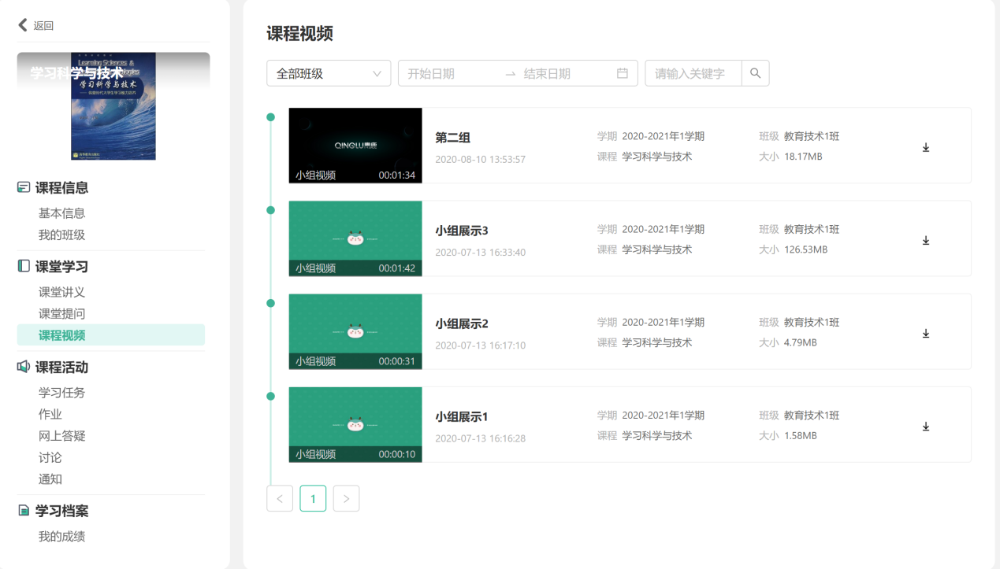 返回
Learning Sciences &
学习科学与技术
学习科学与技术
课程信息
基本信息
我的班级
课堂学习
课堂讲义
课堂提问
课程视频
课程活动
学习任务
作业
网上答疑
讨论
通知
学习档案
我的成绩
课程视频
全部班级
开始日期
结束日期
请输入关键字
QINGLU青鹿
小组视频 00:01:34
第二组
2020-08-10 13:53:57
学期 2020-2021年1学期
课程 学习科学与技术
班级 教育技术1班
大小 18.17MB
小组视频 00:01:42
小组展示3
2020-07-13 16:33:40
学期 2020-2021年1学期
课程 学习科学与技术
班级 教育技术1班
大小 126.53MB
小组视频 00:00:31
小组展示2
2020-07-13 16:17:10
学期 2020-2021年1学期
课程 学习科学与技术
班级 教育技术1班
大小 4.79MB
小组视频 00:00:10
小组展示1
2020-07-13 16:16:28
学期 2020-2021年1学期
课程 学习科学与技术
班级 教育技术1班
大小 1.58MB
1